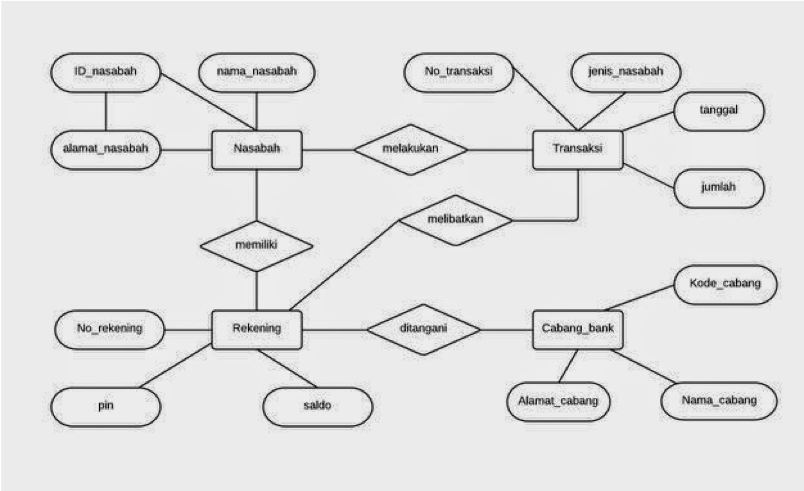 ID_nasabah
nama_nasabah
No_transaksi
jenis_nasabah
tanggal
alamat_nasabah
Nasabah
melakukan
Transaksi
jumlah
melibatkan
memiliki
Kode_cabang
No_rekening
Rekening
ditangani
Cabang_bank
pin
saldo
Alamat_cabang
Nama_cabang